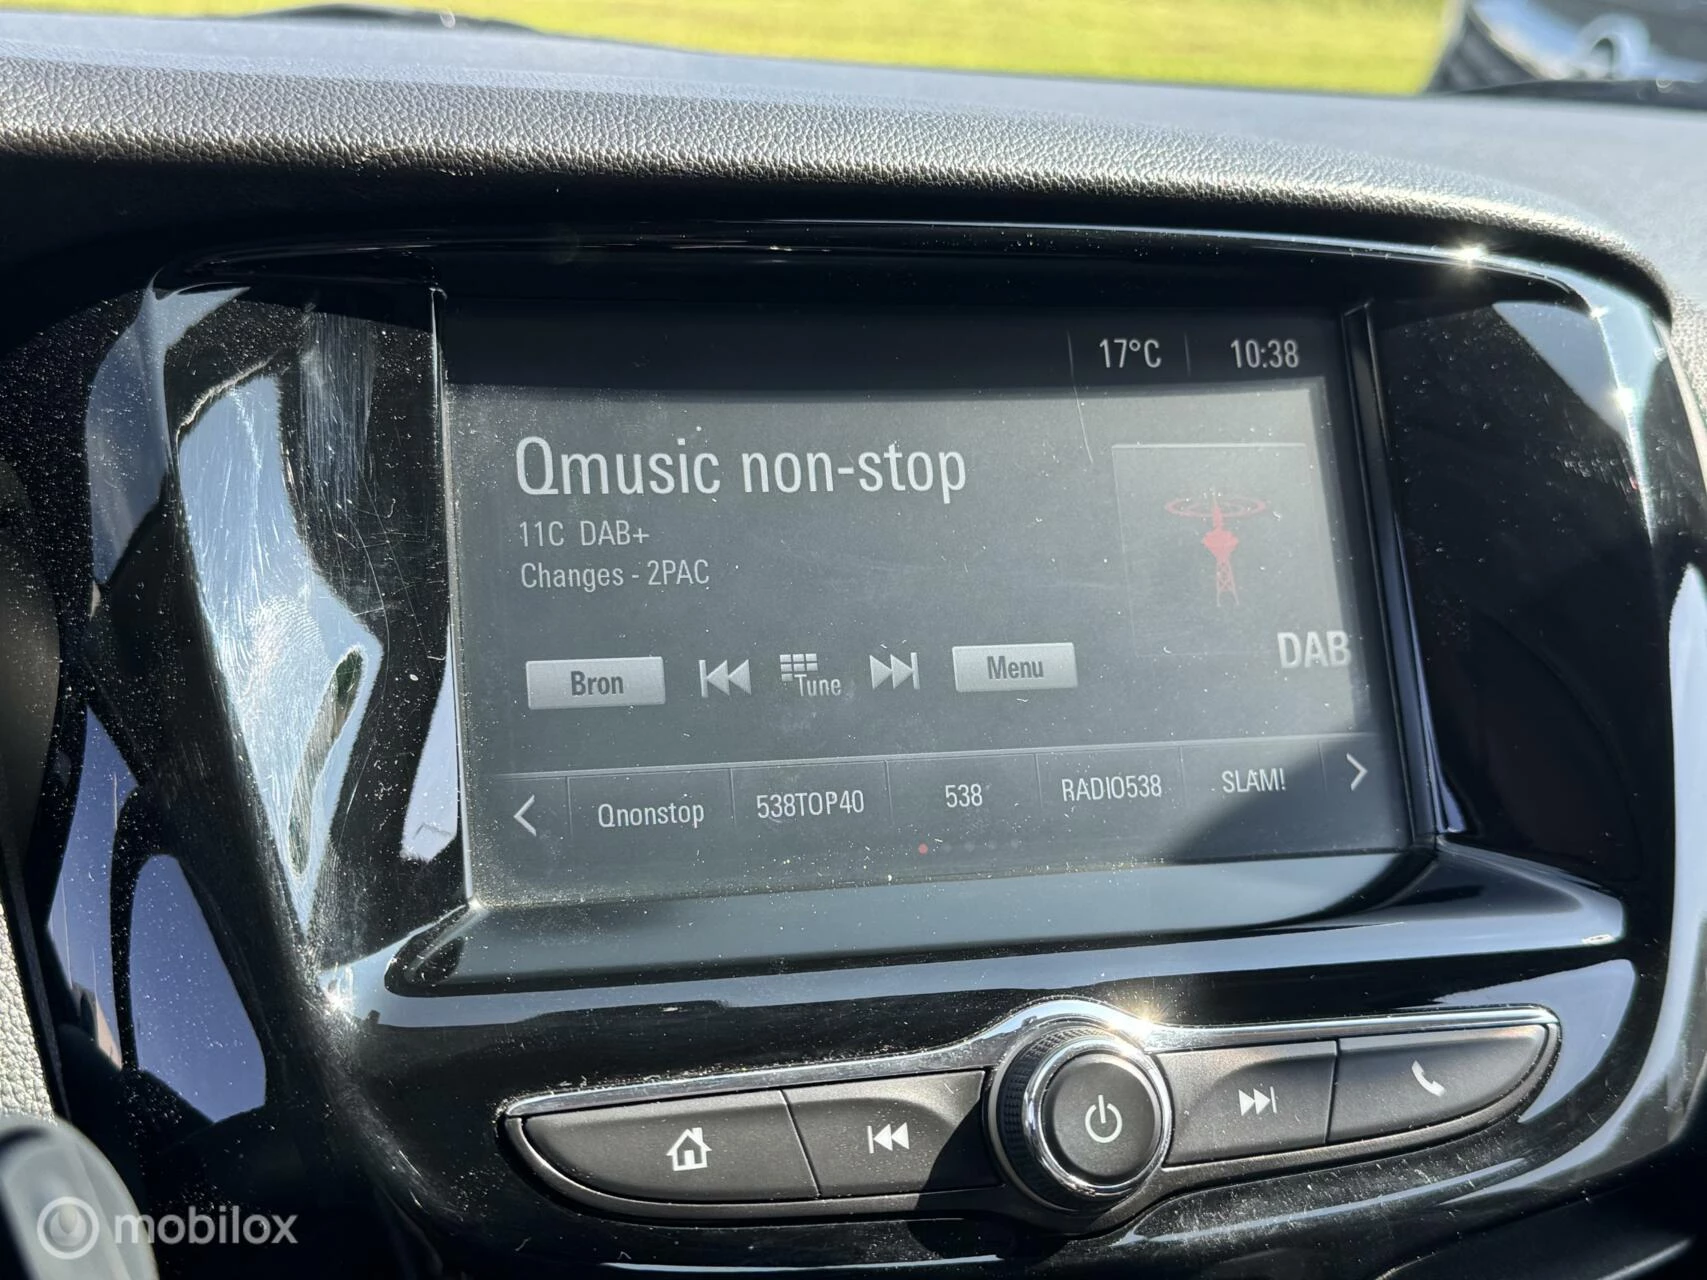 17°C 10:38
Qmusic non-stop
11C DAB+
Changes - 2PAC
DAB
Bron Tune Menu
Qnonstop 538TOP40 538 RADIO538 SLAM!
mobilox